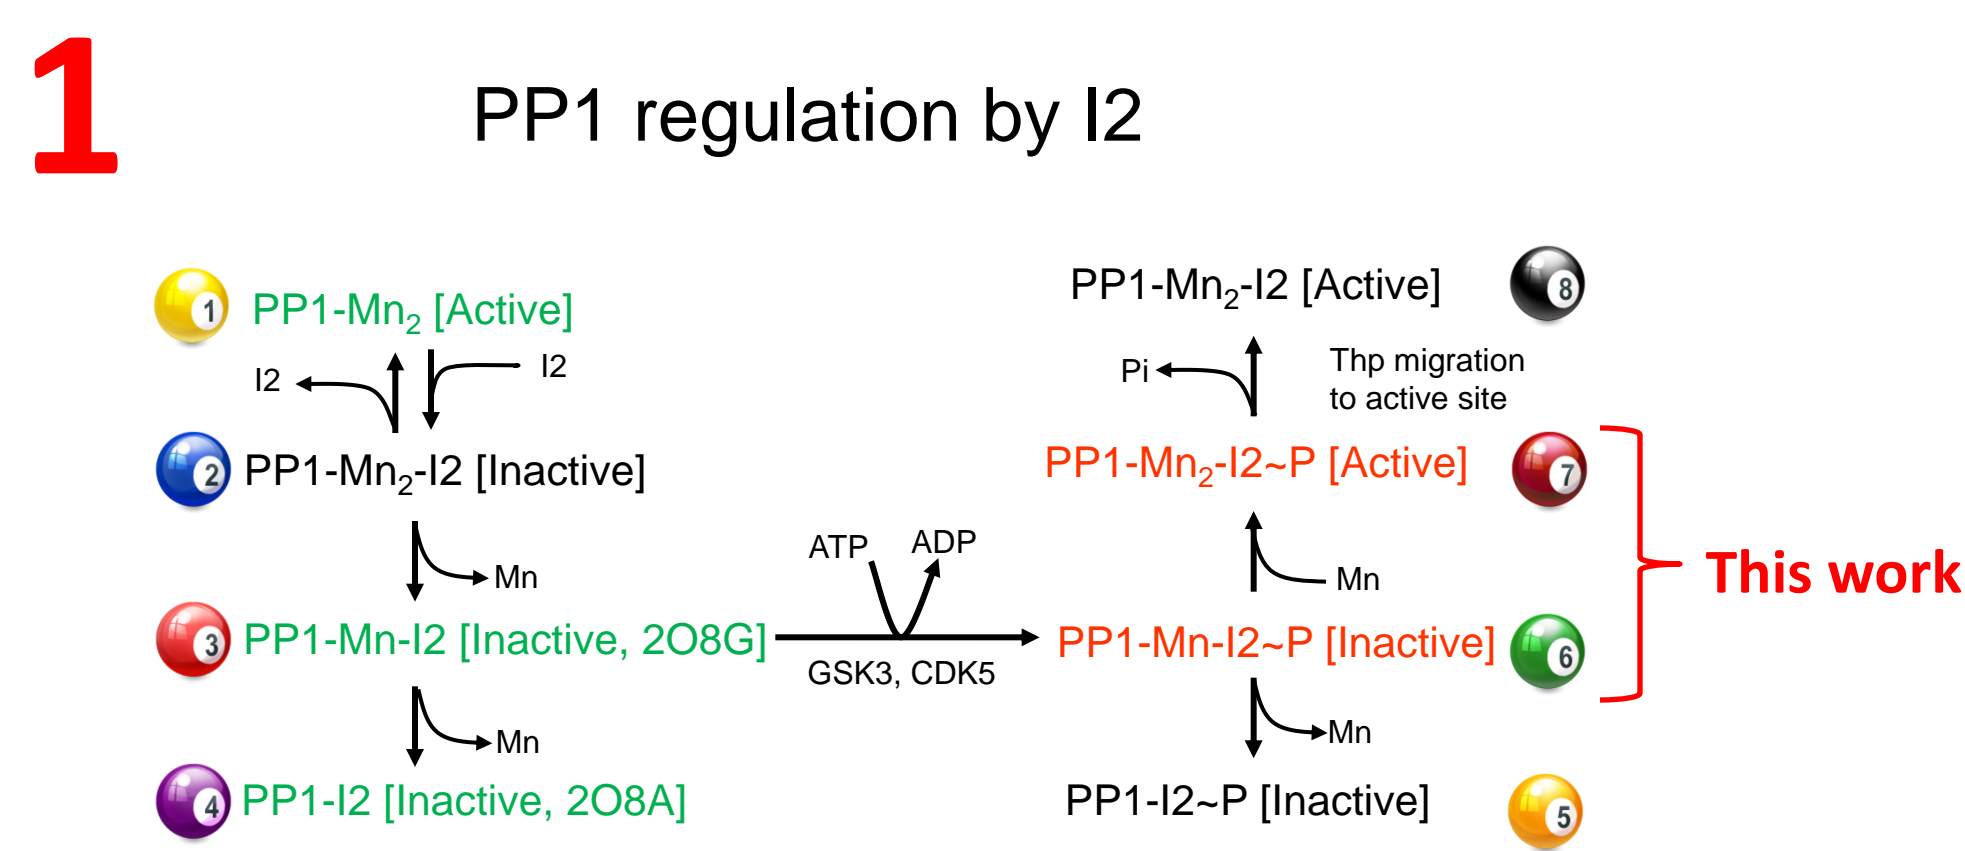 1
PP1 regulation by I2
1 PP1-Mn₂ [Active]
I2
I2
2 PP1-Mn₂-I2 [Inactive]
Mn
3 PP1-Mn-I2 [Inactive, 2O8G]
Mn
4 PP1-I2 [Inactive, 2O8A]
ATP
ADP
GSK3, CDK5
PP1-Mn₂-I2 [Active] 8
Pi
Thp migration
to active site
PP1-Mn₂-I2~P [Active] 7
Mn
PP1-Mn-I2~P [Inactive] 6
Mn
PP1-I2~P [Inactive] 5
This work